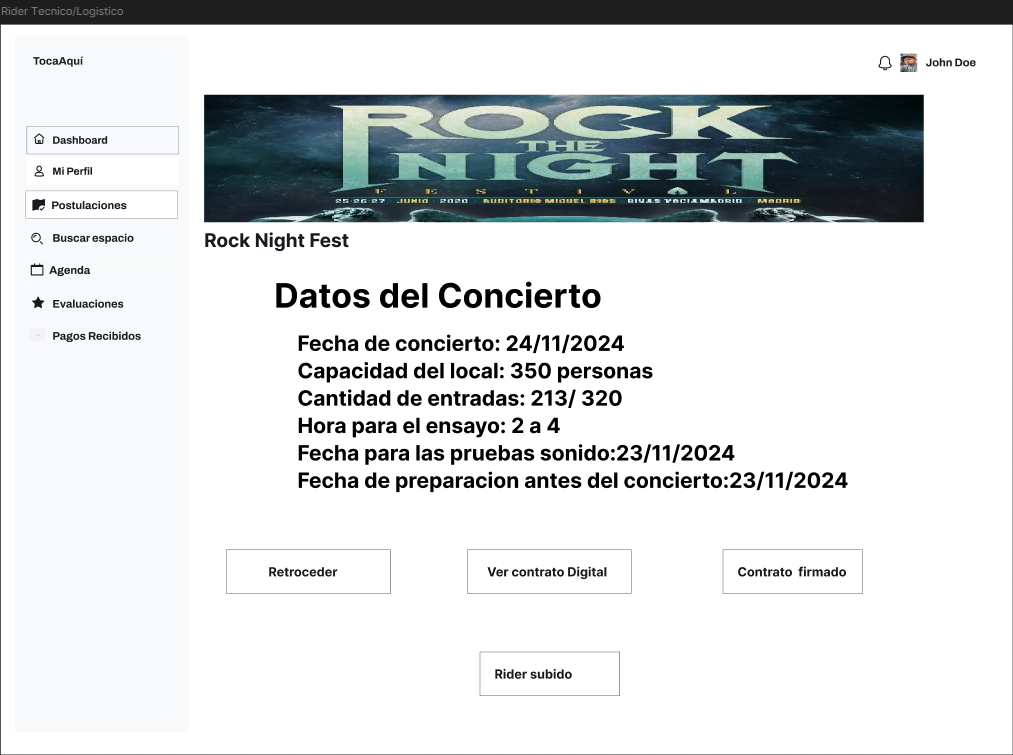 Rider Tecnico/Logistico
TocaAquí
John Doe
Dashboard
Mi Perfil
Postulaciones
Buscar espacio
Agenda
Evaluaciones
Pagos Recibidos
ROCK
THE
NIGHT
FESTIVAL
25·26·27 JUNIO 2020 AUDITORIO MIGUEL RIOS RIVAS VACIAMADRID MADRID
Rock Night Fest
Datos del Concierto
Fecha de concierto: 24/11/2024
Capacidad del local: 350 personas
Cantidad de entradas: 213/ 320
Hora para el ensayo: 2 a 4
Fecha para las pruebas sonido:23/11/2024
Fecha de preparacion antes del concierto:23/11/2024
Retroceder
Ver contrato Digital
Contrato  firmado
Rider subido